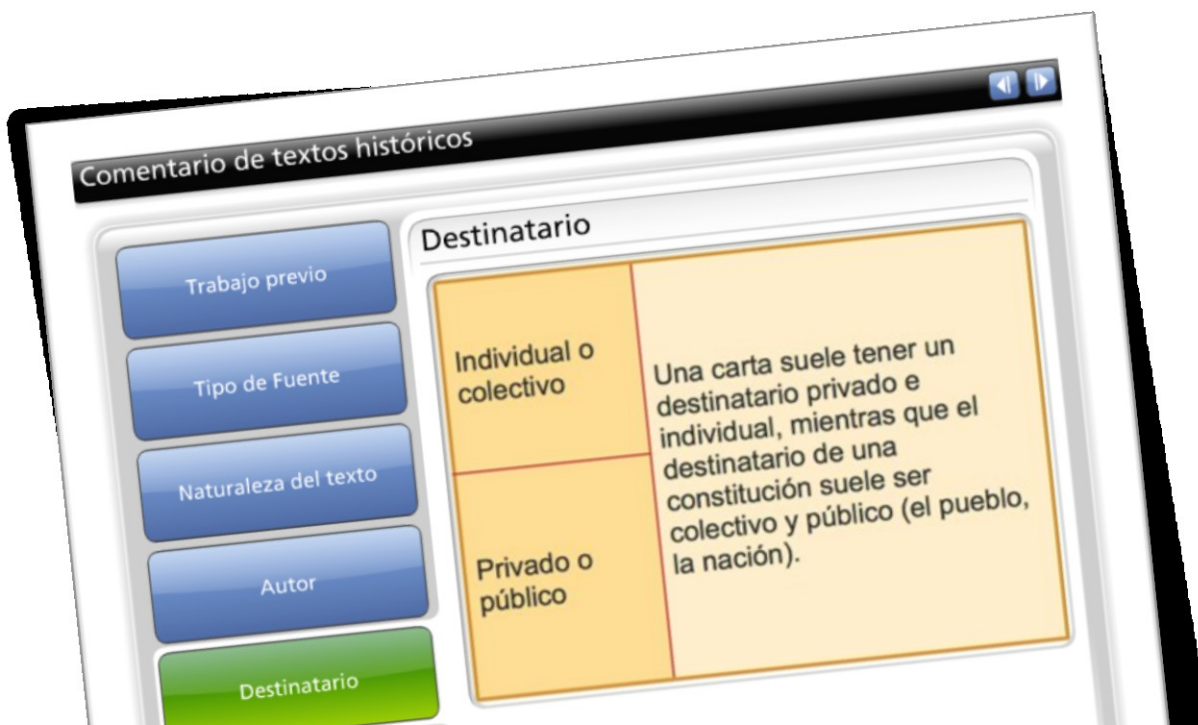 Comentario de textos históricos
Trabajo previo
Tipo de Fuente
Naturaleza del texto
Autor
Destinatario
Destinatario
Individual o
colectivo
Privado o
público
Una carta suele tener un
destinatario privado e
individual, mientras que el
destinatario de una
constitución suele ser
colectivo y público (el pueblo,
la nación).